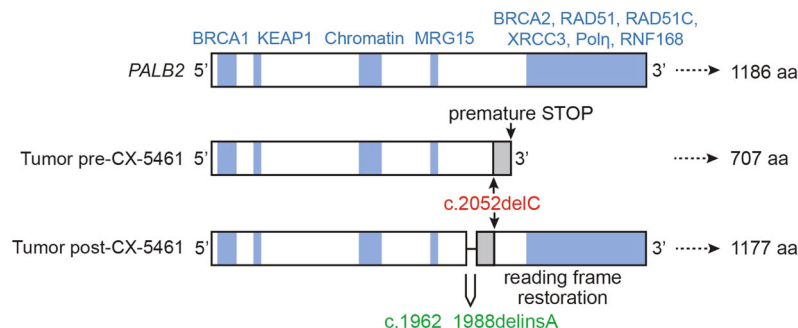 BRCA2, RAD51, RAD51C,
BRCA1 KEAP1 Chromatin MRG15 XRCC3, Polη, RNF168
PALB2 5' 3' 1186 aa
premature STOP
Tumor pre-CX-5461 5' 3' 707 aa
c.2052delC
Tumor post-CX-5461 5' 3' 1177 aa
reading frame
restoration
c.1962_1988delinsA